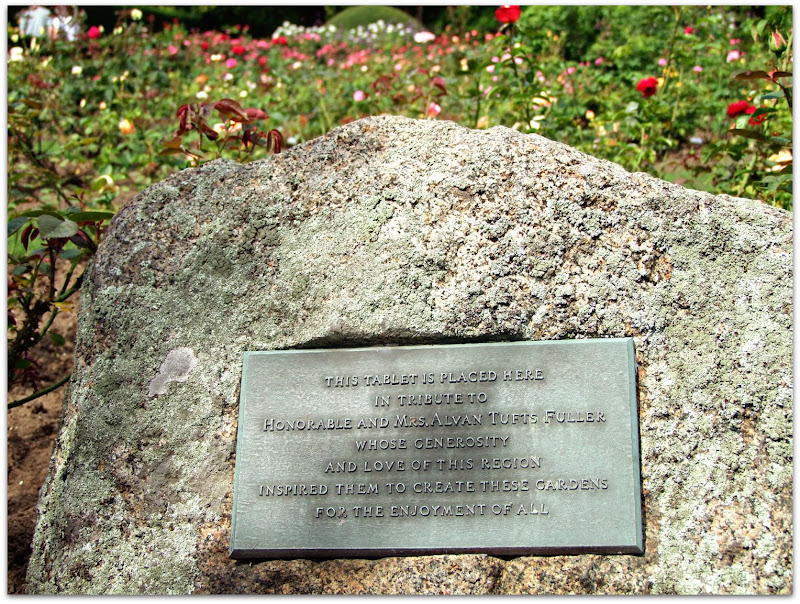 THIS TABLET IS PLACED HERE
IN TRIBUTE TO
HONORABLE AND MRS. ALVAN TUFTS FULLER
WHOSE GENEROSITY
AND LOVE OF THIS REGION
INSPIRED THEM TO CREATE THESE GARDENS
FOR THE ENJOYMENT OF ALL